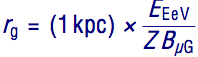 r_g = (1 kpc) × E_EeV / Z B_μG